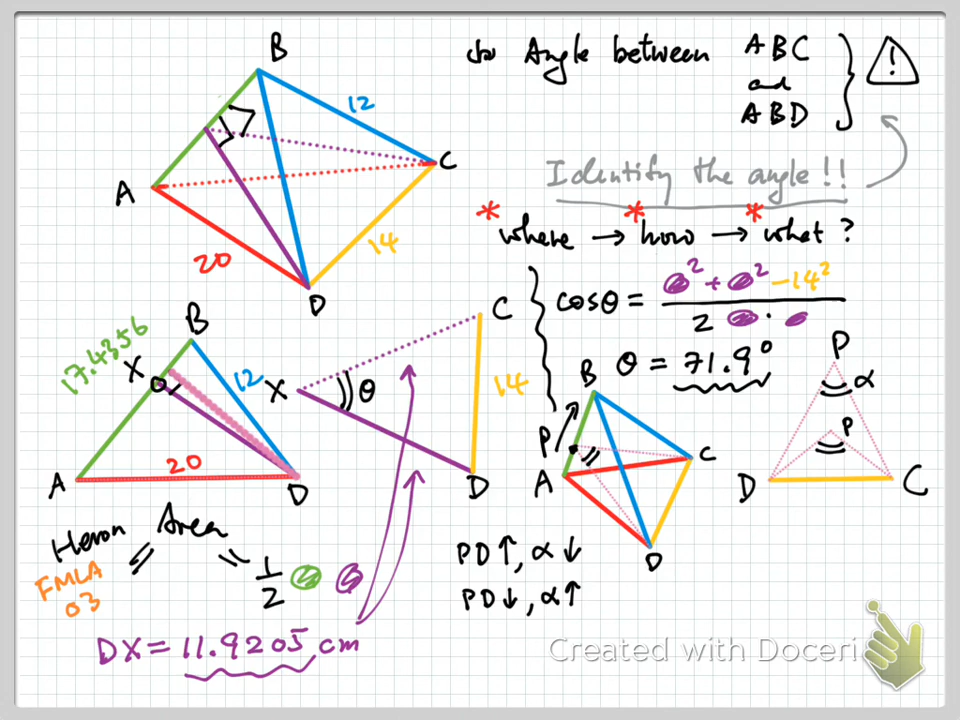 B
12
A
C
20
14
D
Angle between ABC
and
ABD
!
Identify the angle!!
* * *
where → how → what?
cosθ = ² + ² - 14²
2 ·
θ = 71.9°
17.4356
B
X
12
20
A
D
C
X
θ
14
D
B
P
A
C
D
P
α
P
D
C
Heron Area
FMLA
03
= =
1/2
DX = 11.9205 cm
PD↑, α↓
PD↓, α↑
Created with Doceri